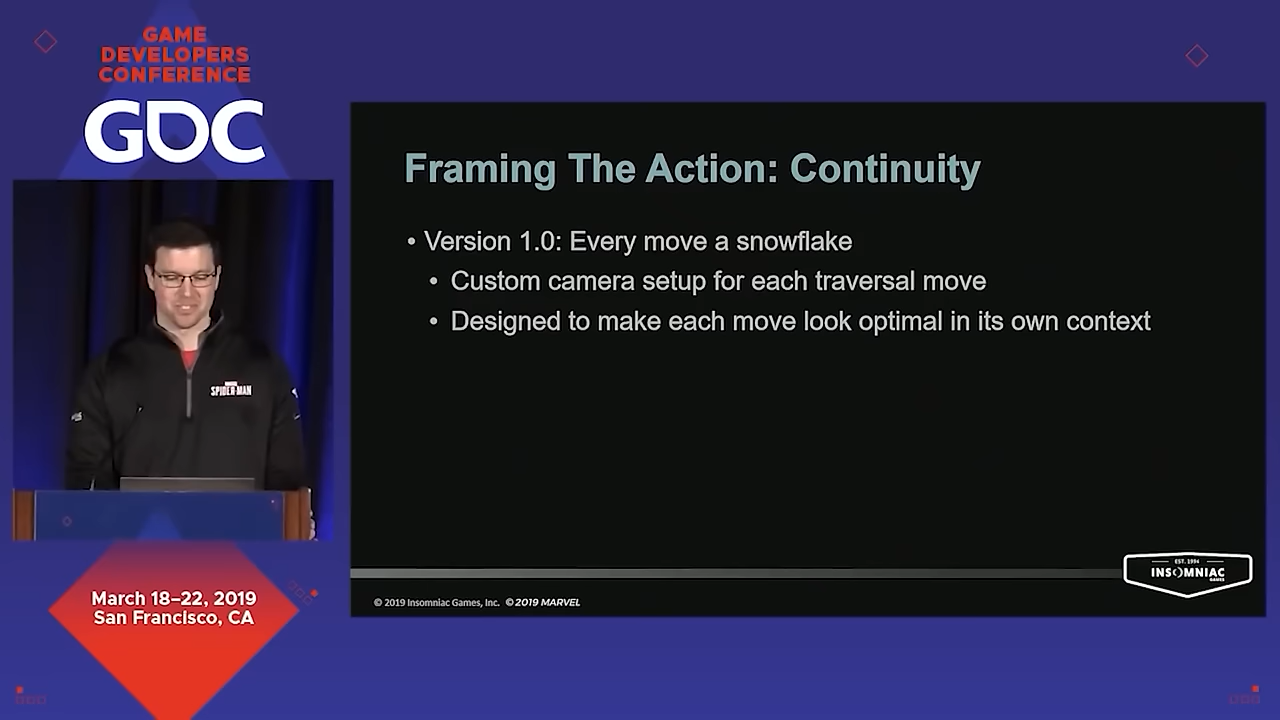 GAME
DEVELOPERS
CONFERENCE
GDC
SPIDER-MAN
March 18–22, 2019
San Francisco, CA
Framing The Action: Continuity
• Version 1.0: Every move a snowflake
• Custom camera setup for each traversal move
• Designed to make each move look optimal in its own context
EST. 1994
INSOMNIAC
GAMES
© 2019 Insomniac Games, Inc. © 2019 MARVEL